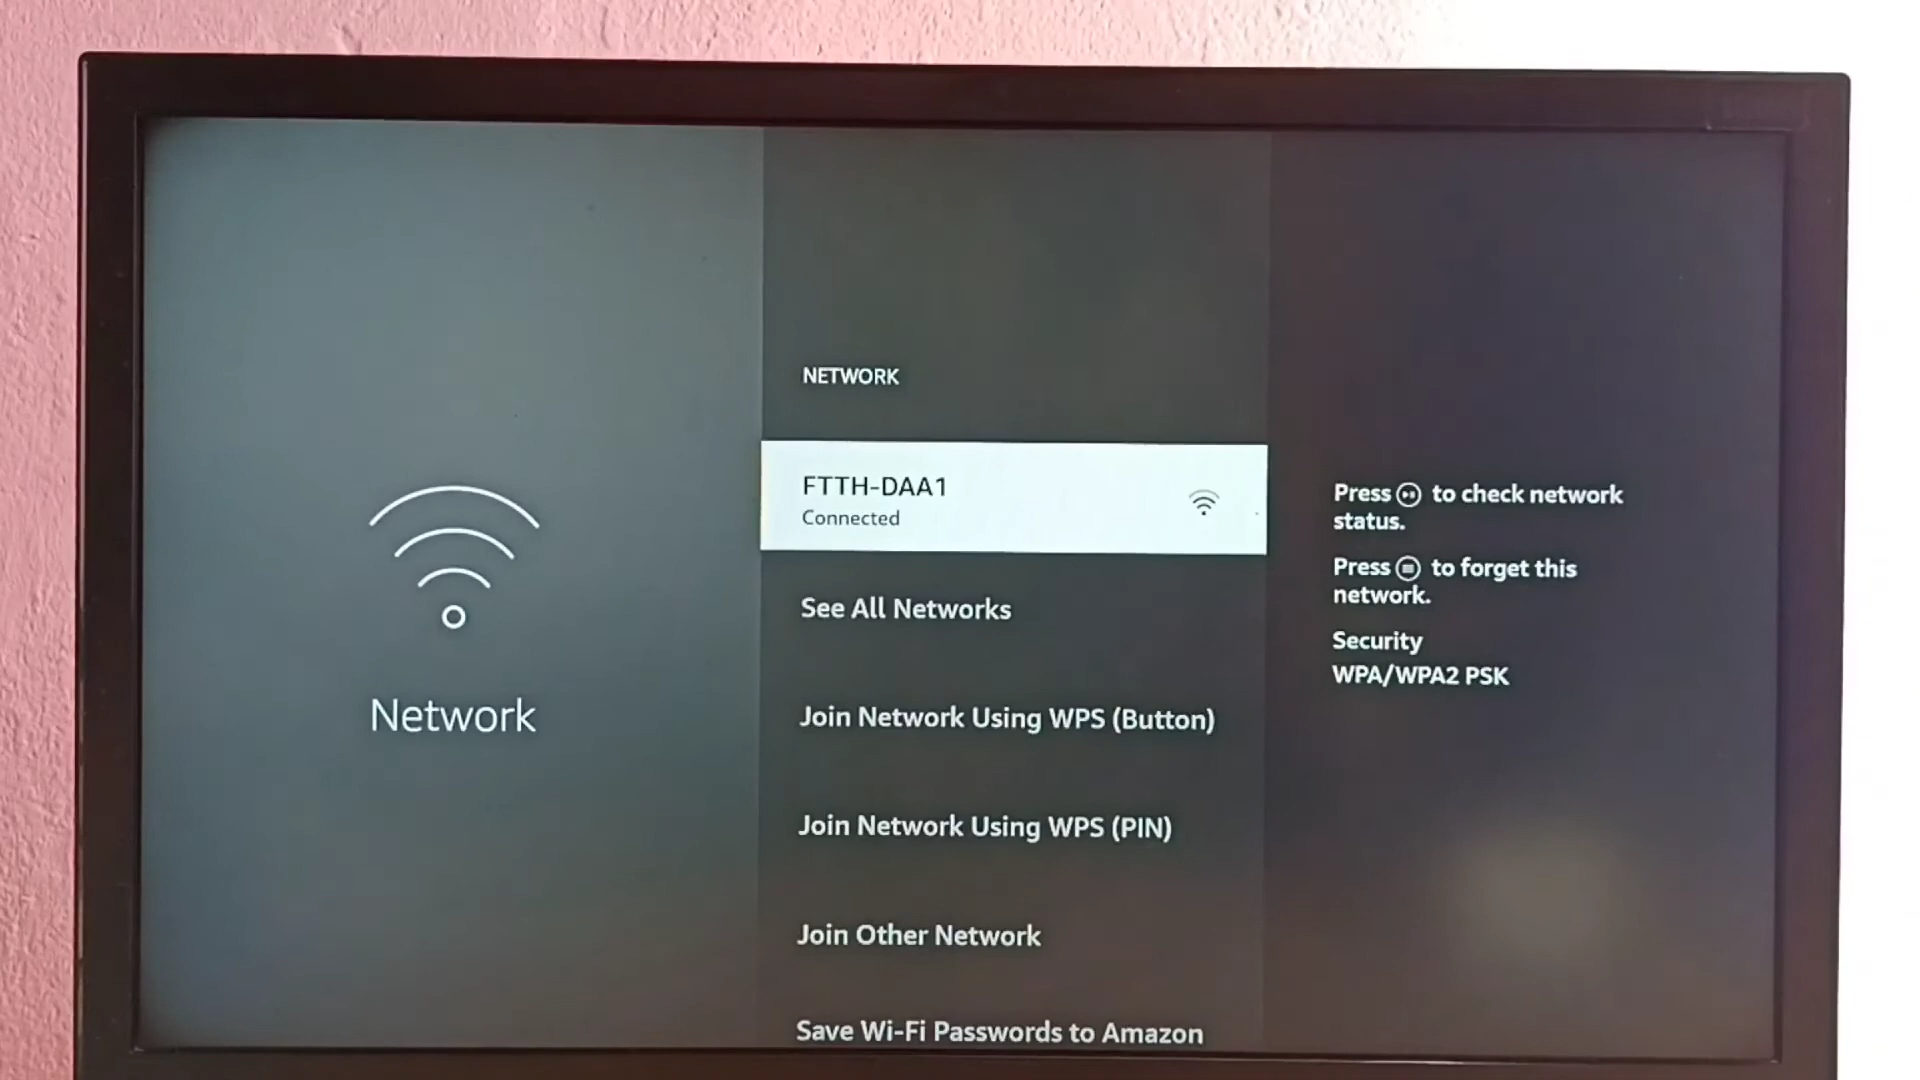 NETWORK
FTTH-DAA1
Connected
See All Networks
Join Network Using WPS (Button)
Join Network Using WPS (PIN)
Join Other Network
Save Wi-Fi Passwords to Amazon
Network
Press to check network
status.
Press to forget this
network.
Security
WPA/WPA2 PSK